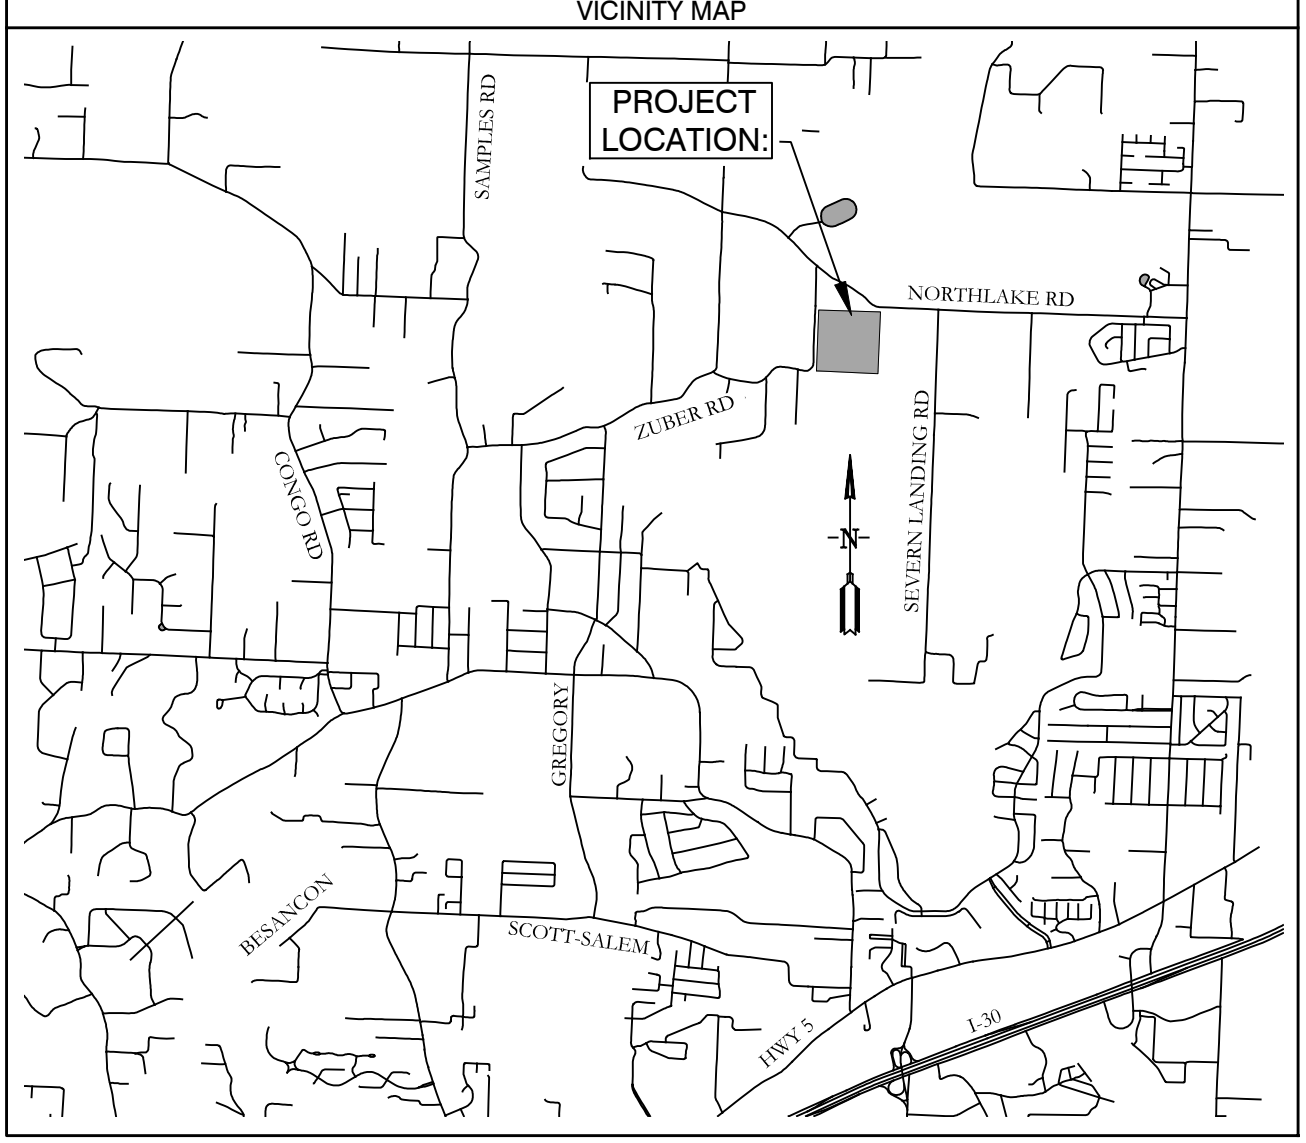 VICINITY MAP
SAMPLES RD
PROJECT
LOCATION:
NORTHLAKE RD
ZUBER RD
SEVERN LANDING RD
CONGO RD
-N-
GREGORY
BESANCON
SCOTT-SALEM
HWY 5
I-30